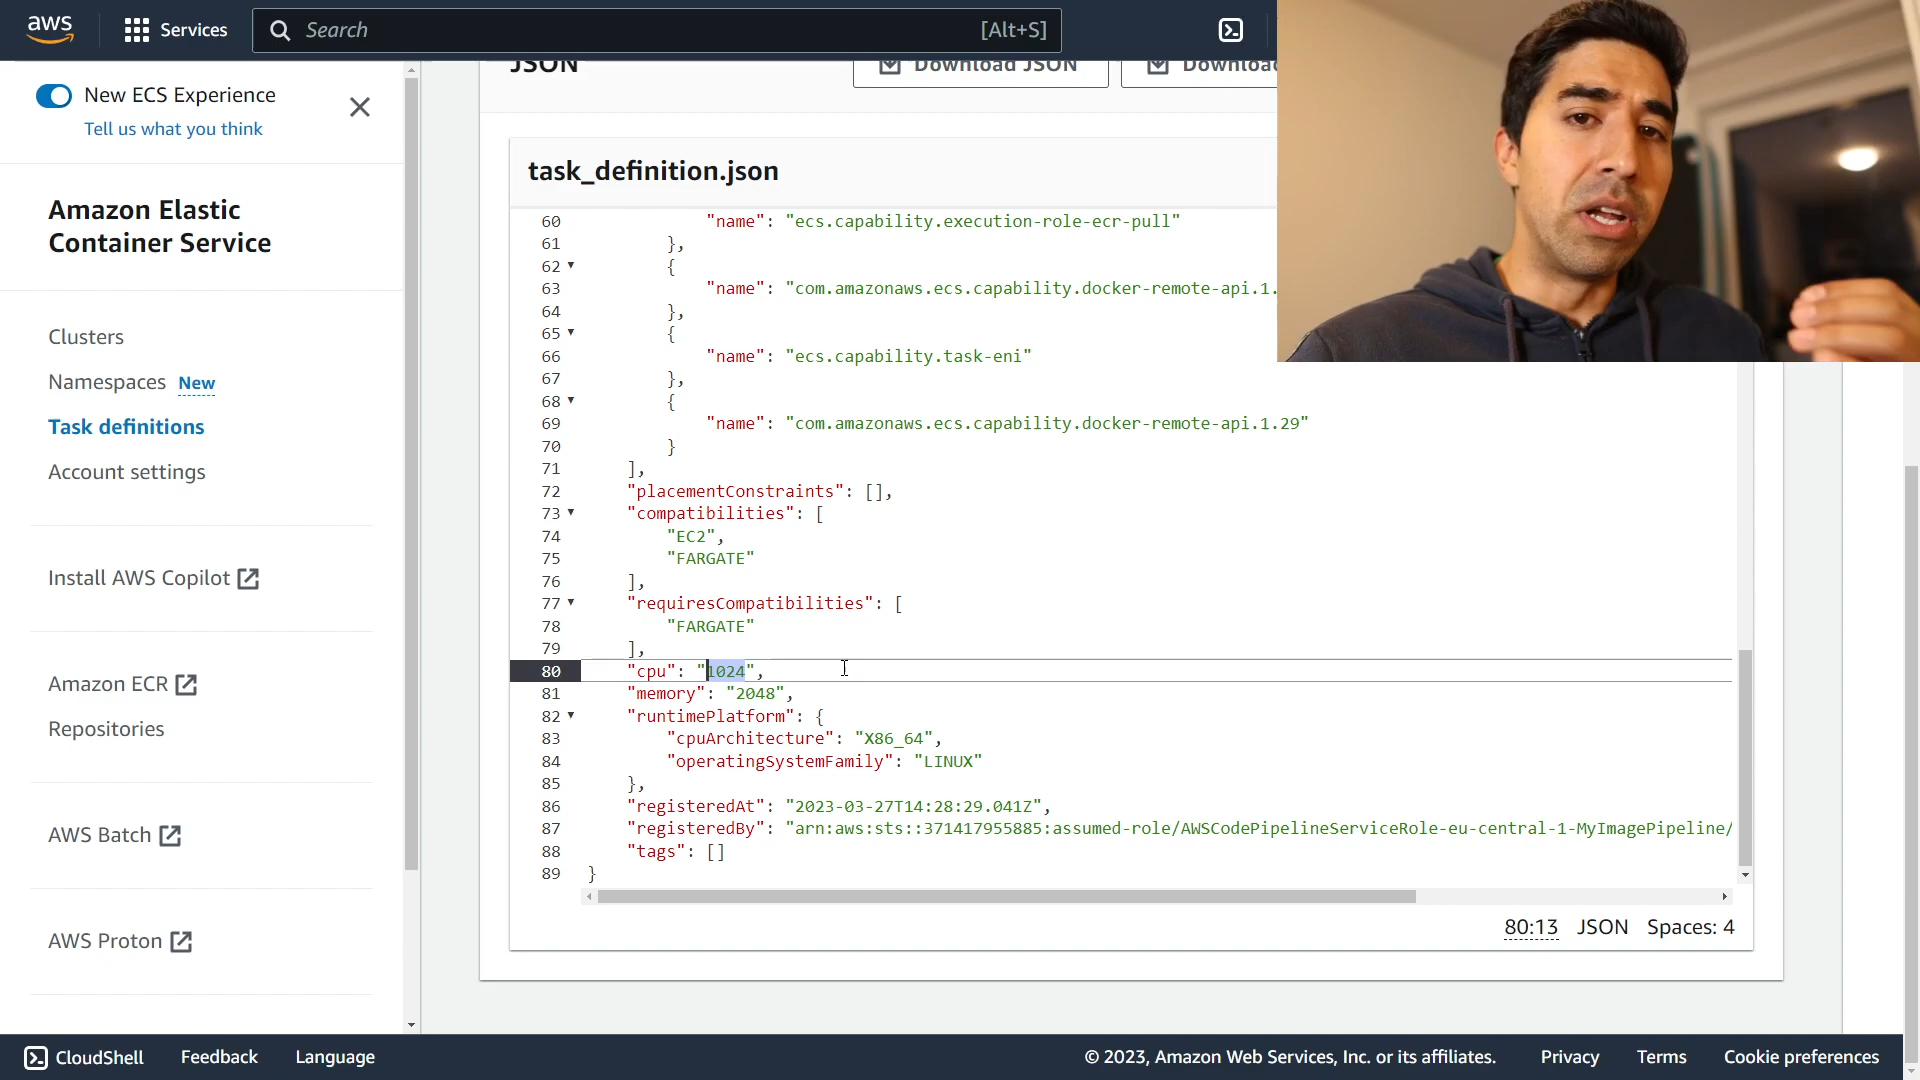 aws
Services
Search
[Alt+S]
New ECS Experience
Tell us what you think
Amazon Elastic
Container Service
Clusters
Namespaces New
Task definitions
Account settings
Install AWS Copilot
Amazon ECR
Repositories
AWS Batch
AWS Proton
JSON
Download JSON
task_definition.json
60 "name": "ecs.capability.execution-role-ecr-pull"
61 },
62 {
63 "name": "com.amazonaws.ecs.capability.docker-remote-api.1.
64 },
65 {
66 "name": "ecs.capability.task-eni"
67 },
68 {
69 "name": "com.amazonaws.ecs.capability.docker-remote-api.1.29"
70 }
71 ],
72 "placementConstraints": [],
73 "compatibilities": [
74 "EC2",
75 "FARGATE"
76 ],
77 "requiresCompatibilities": [
78 "FARGATE"
79 ],
80 "cpu": "1024",
81 "memory": "2048",
82 "runtimePlatform": {
83 "cpuArchitecture": "X86_64",
84 "operatingSystemFamily": "LINUX"
85 },
86 "registeredAt": "2023-03-27T14:28:29.041Z",
87 "registeredBy": "arn:aws:sts::371417955885:assumed-role/AWSCodePipelineServiceRole-eu-central-1-MyImagePipeline/
88 "tags": []
89 }
80:13 JSON Spaces: 4
CloudShell Feedback Language
© 2023, Amazon Web Services, Inc. or its affiliates. Privacy Terms Cookie preferences